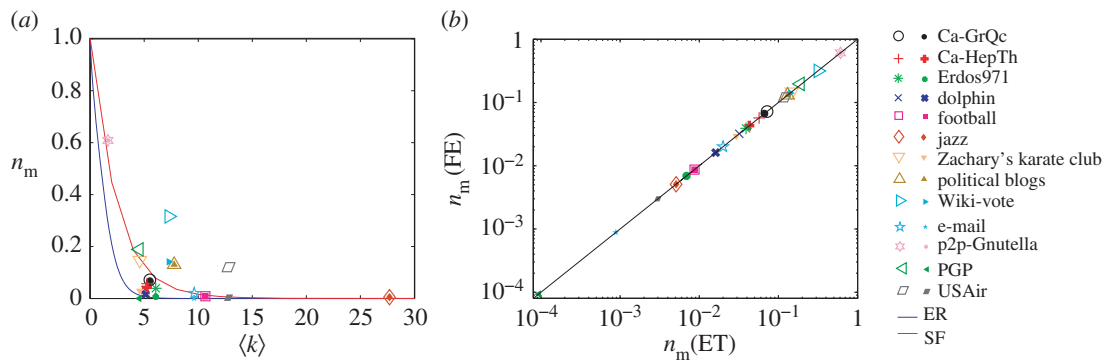 (a)
1.0
0.8
0.6
0.4
0.2
0
n_m
0 5 10 15 20 25 30
⟨k⟩
(b)
1
10⁻¹
10⁻²
10⁻³
10⁻⁴
n_m (FE)
10⁻⁴ 10⁻³ 10⁻² 10⁻¹ 1
n_m (ET)
Ca-GrQc
Ca-HepTh
Erdos971
dolphin
football
jazz
Zachary's karate club
political blogs
Wiki-vote
e-mail
p2p-Gnutella
PGP
USAir
ER
SF